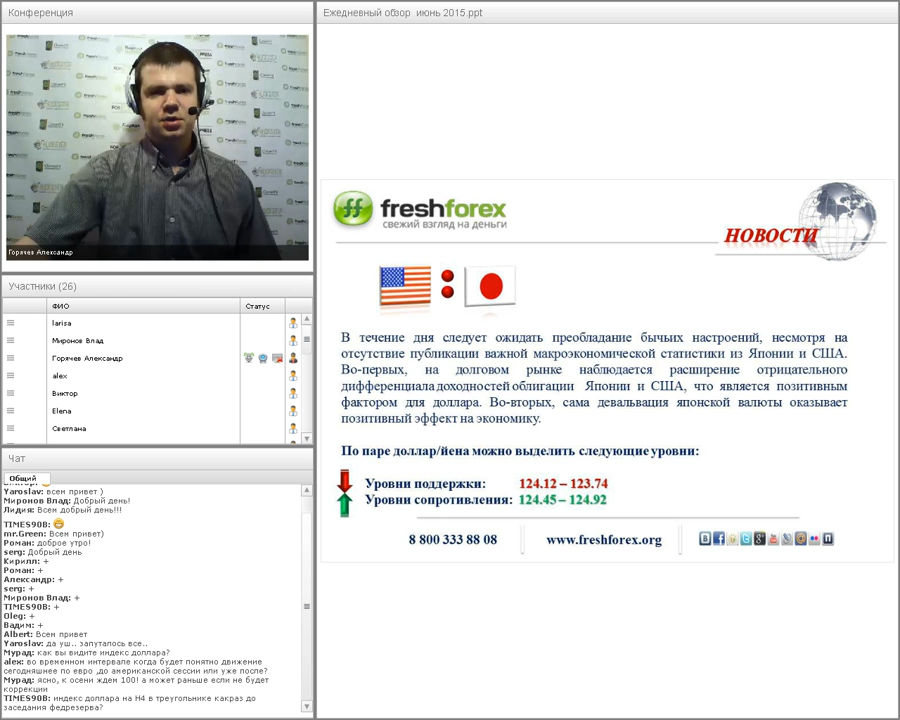 Конференция
Горячев Александр
Участники (26)
ФИО
Статус
larisa
Миронов Влад
Горячев Александр
alex
Виктор
Elena
Светлана
Чат
Общий
Yaroslav: всем привет )
Миронов Влад: Добрый день!
Лидия: Всем добрый день!!!
TIMES90B:
mr.Green: Всем привет)
Роман: доброе утро!
serg: Добрый день
Кирилл: +
Роман: +
Александр: +
serg: +
Миронов Влад: +
TIMES90B: +
Oleg: +
Вадим: +
Albert: Всем привет
Yaroslav: да уш.. запуталось все..
Мурад: как вы видите индекс доллара?
alex: во временном интервале когда будет понятно движение
сегодняшнее по евро ,до американской сессии или уже после?
Мурад: ясно, к осени ждем 100! а может раньше если не будет
коррекции
TIMES90B: индекс доллара на H4 в треугольнике какраз до
заседания федрезерва?
Ежедневный обзор июнь 2015.ppt
freshforex
свежий взгляд на деньги
НОВОСТИ
В течение дня следует ожидать преобладание бычьих настроений, несмотря на
отсутствие публикации важной макроэкономической статистики из Японии и США.
Во-первых, на долговом рынке наблюдается расширение отрицательного
дифференциала доходностей облигации Японии и США, что является позитивным
фактором для доллара. Во-вторых, сама девальвация японской валюты оказывает
позитивный эффект на экономику.
По паре доллар/йена можно выделить следующие уровни:
Уровни поддержки: 124.12 – 123.74
Уровни сопротивления: 124.45 – 124.92
8 800 333 88 08
www.freshforex.org